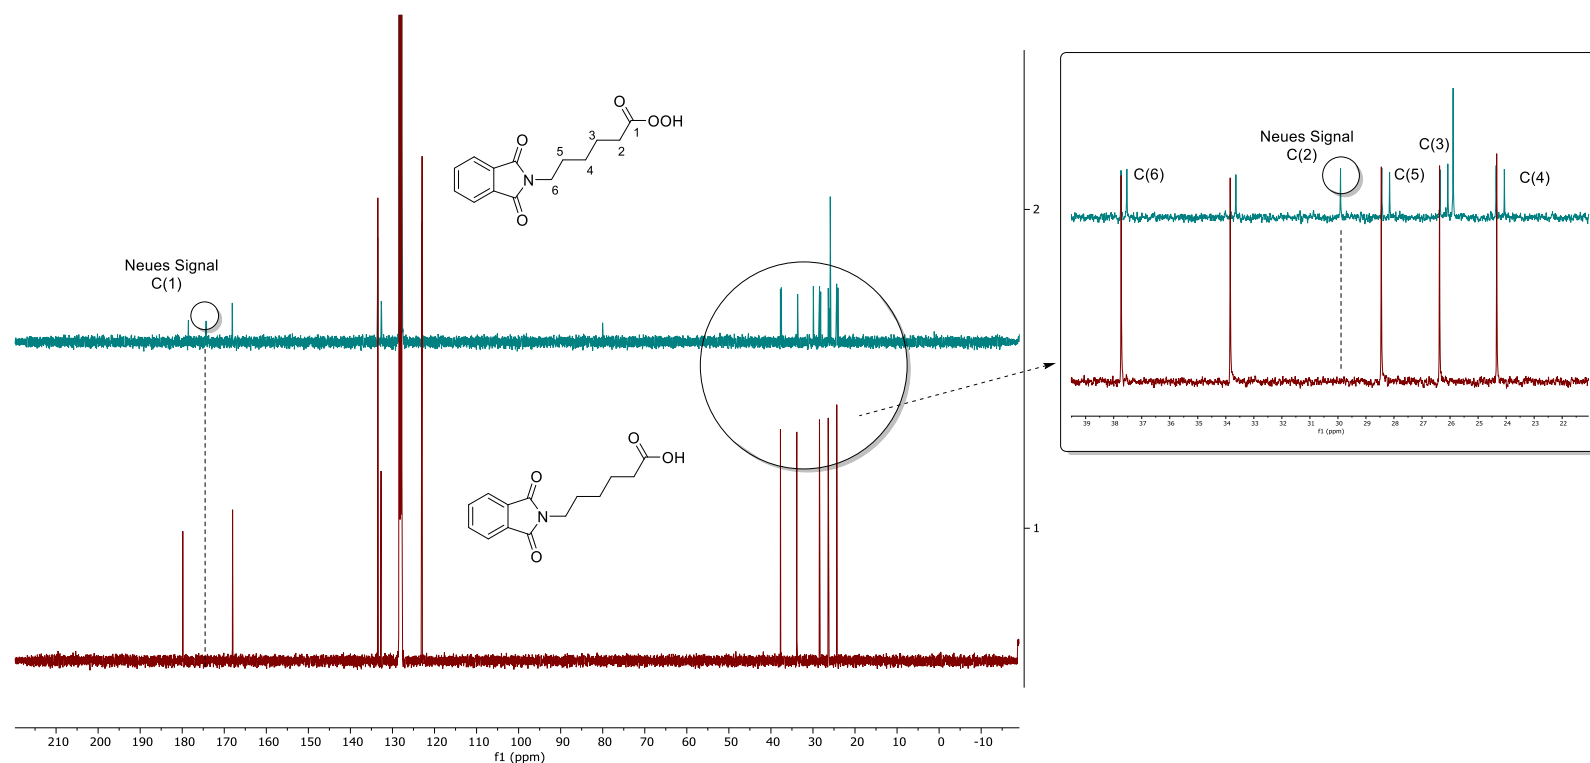 Neues Signal
C(1)
O
OOH
1
2
3
4
5
6
O
N
O
2
O
OH
O
N
O
1
210 200 190 180 170 160 150 140 130 120 110 100 90 80 70 60 50 40 30 20 10 0 -10
f1 (ppm)
Neues Signal
C(2)
C(3)
C(6)
C(5)
C(4)
39 38 37 36 35 34 33 32 31 30 29 28 27 26 25 24 23 22
f1 (ppm)